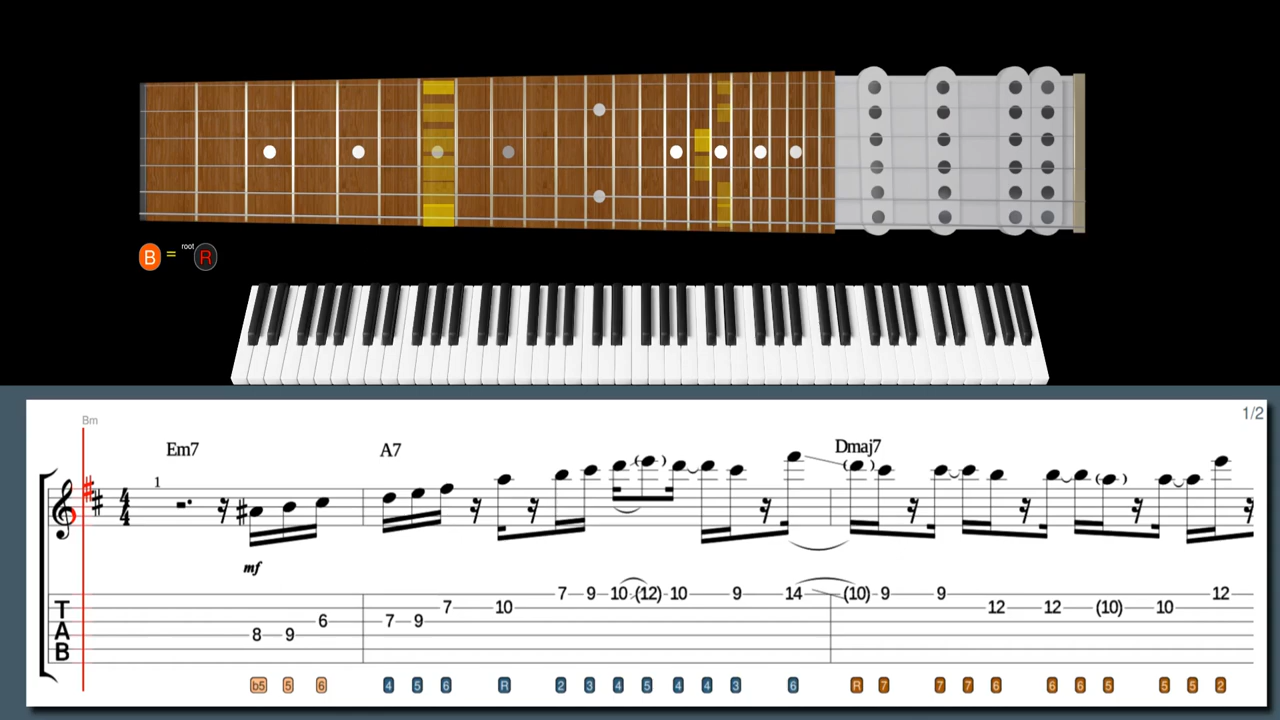 B = root R
1/2
Bm
Em7 A7 Dmaj7
1
4
4
mf
7 9 10 (12) 10 9 14 (10) 9 9 12
T 7 10 12 12 (10) 10
A 6 7 9
8 9
B
b5 5 6 4 5 6 R 2 3 4 5 4 4 3 6 R 7 7 7 6 6 6 5 5 5 2